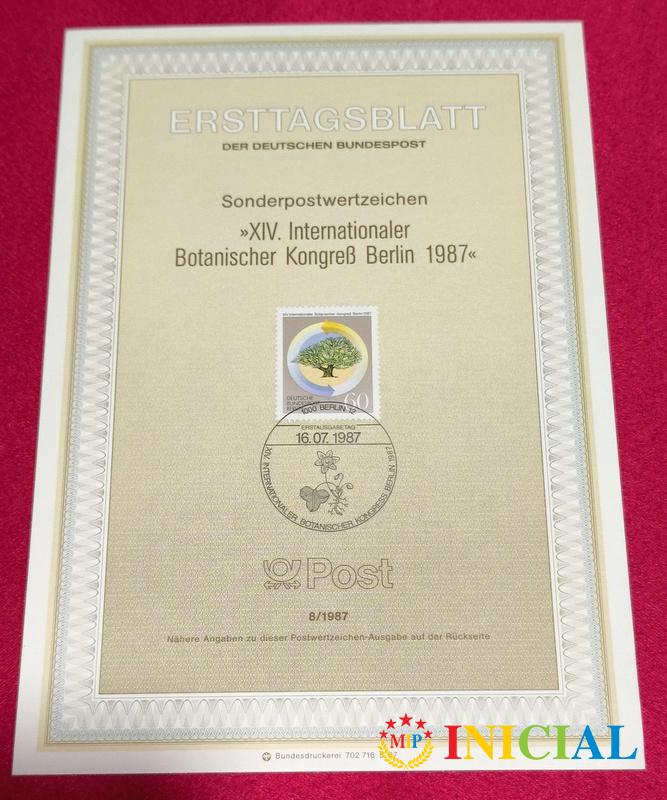 ERSTTAGSBLATT
DER DEUTSCHEN BUNDESPOST
Sonderpostwertzeichen
»XIV. Internationaler
Botanischer Kongreß Berlin 1987«
XIV. Internationaler Botanischer Kongreß Berlin 1987
DEUTSCHE
BUNDESPOST
BERLIN
60
1000 BERLIN 12
ERSTAUSGABETAG
16.07.1987
XIV. INTERNATIONALER BOTANISCHER KONGRESS BERLIN 1987
Post
8/1987
Nähere Angaben zu dieser Postwertzeichen-Ausgabe auf der Rückseite
Bundesdruckerei 702 716
MP INICIAL